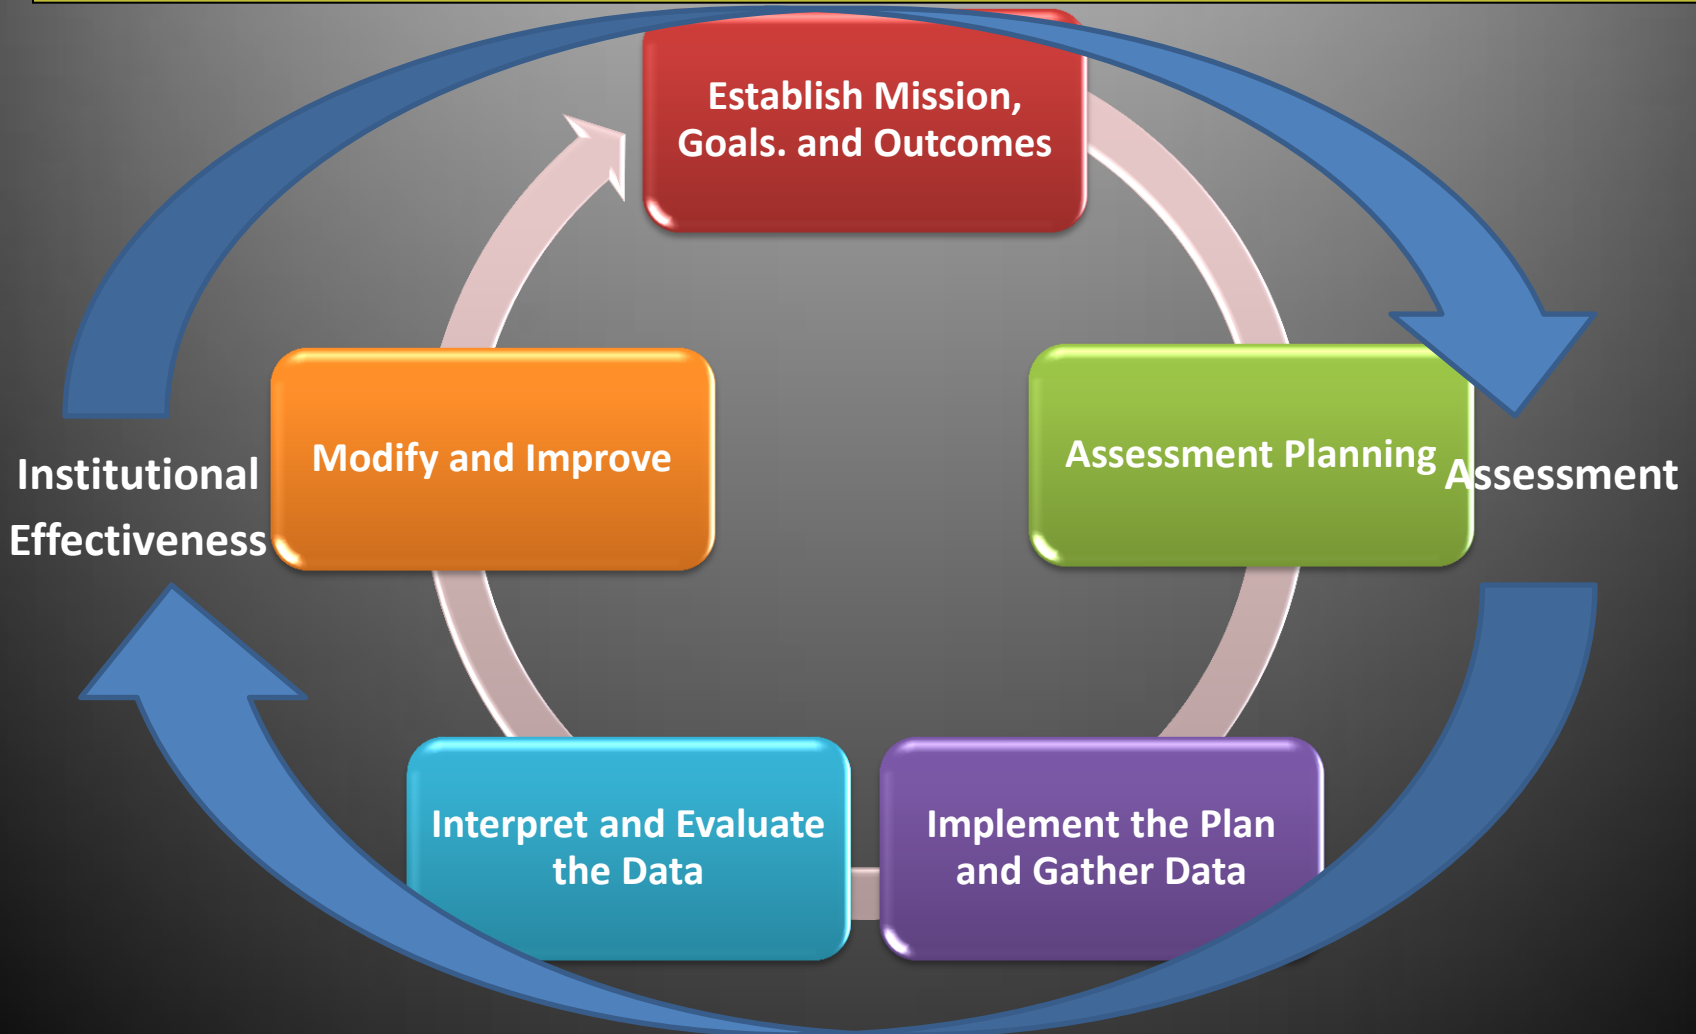 Establish Mission,
Goals. and Outcomes
Modify and Improve
Assessment Planning
Institutional
Effectiveness
Assessment
Interpret and Evaluate
the Data
Implement the Plan
and Gather Data